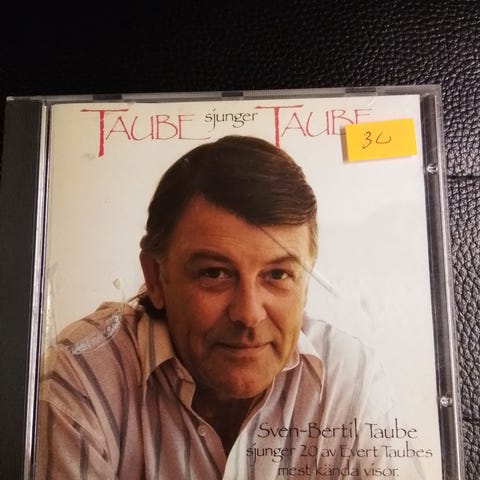 TAUBE sjunger TAUBE
30
Sven-Bertil Taube
sjunger 20 av Evert Taubes
mest kända visor.